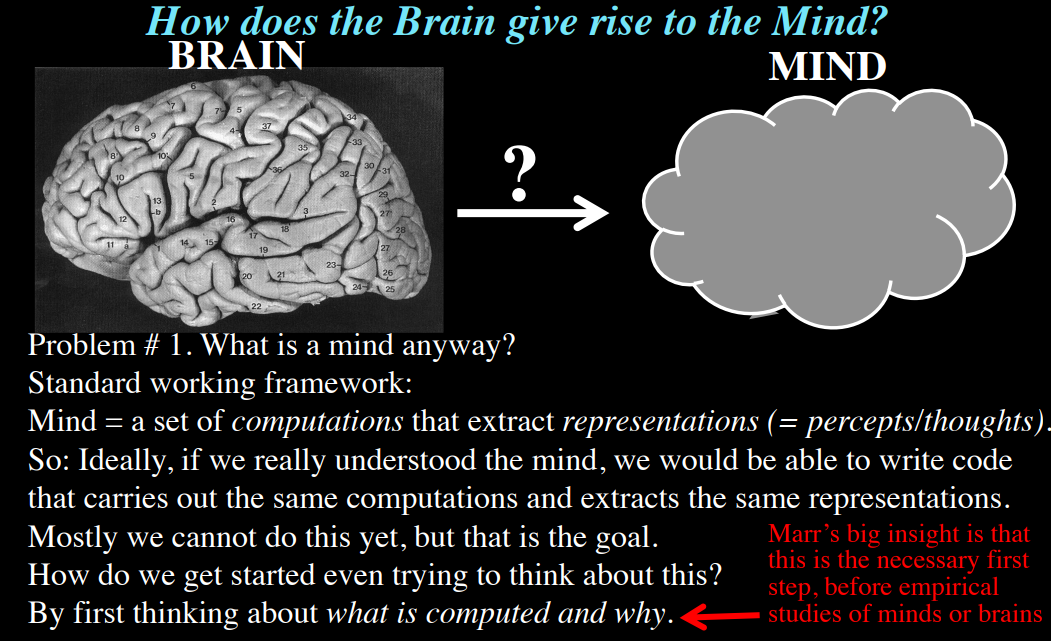 How does the Brain give rise to the Mind?
BRAIN
MIND
?
Problem # 1. What is a mind anyway?
Standard working framework:
Mind = a set of computations that extract representations (= percepts/thoughts).
So: Ideally, if we really understood the mind, we would be able to write code
that carries out the same computations and extracts the same representations.
Mostly we cannot do this yet, but that is the goal.
How do we get started even trying to think about this?
By first thinking about what is computed and why.
Marr's big insight is that
this is the necessary first
step, before empirical
studies of minds or brains